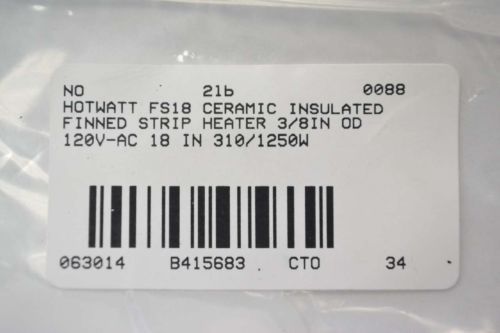 NO 21b 0088
HOTWATT FS18 CERAMIC INSULATED
FINNED STRIP HEATER 3/8IN OD
120V-AC 18 IN 310/1250W
063014 B415683 CTO 34